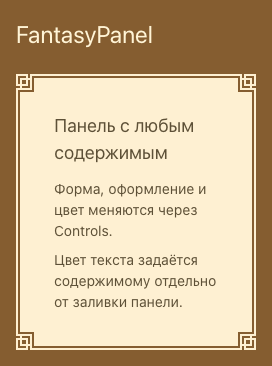 FantasyPanel
Панель с любым
содержимым
Форма, оформление и
цвет меняются через
Controls.
Цвет текста задаётся
содержимому отдельно
от заливки панели.